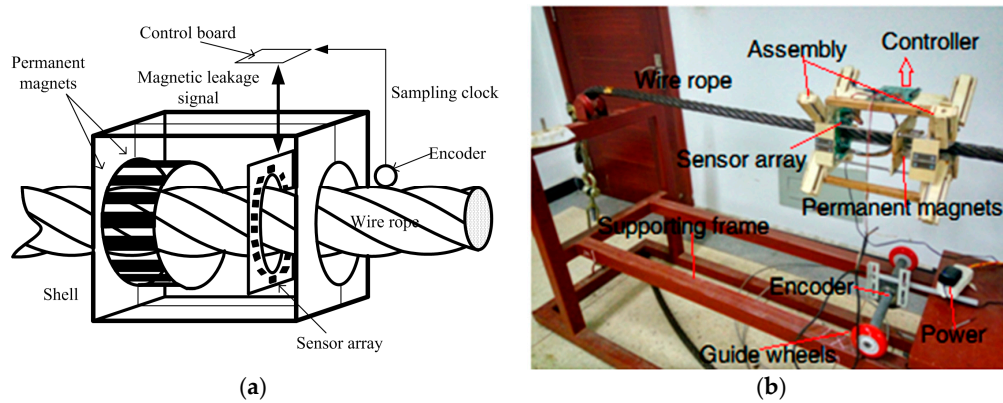 Control board
Permanent
magnets
Magnetic leakage
signal
Sampling clock
Encoder
Wire rope
Shell
Sensor array
(a)
Assembly
Controller
Wire rope
Sensor array
Permanent magnets
Supporting frame
Encoder
Power
Guide wheels
(b)